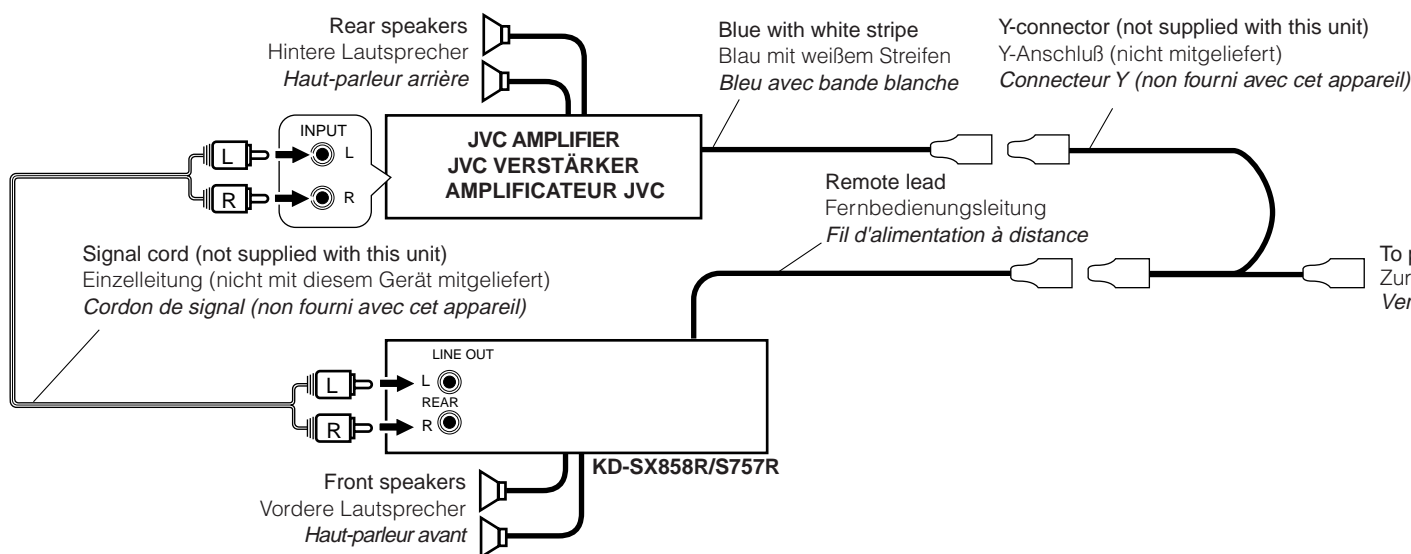 Rear speakers
Hintere Lautsprecher
Haut-parleur arrière
Blue with white stripe
Blau mit weißem Streifen
Bleu avec bande blanche
Y-connector (not supplied with this unit)
Y-Anschluß (nicht mitgeliefert)
Connecteur Y (non fourni avec cet appareil)
INPUT
L
L
R
R
JVC AMPLIFIER
JVC VERSTÄRKER
AMPLIFICATEUR JVC
Remote lead
Fernbedienungsleitung
Fil d'alimentation à distance
Signal cord (not supplied with this unit)
Einzelleitung (nicht mit diesem Gerät mitgeliefert)
Cordon de signal (non fourni avec cet appareil)
To
Zur
LINE OUT
L
L
REAR
R
R
KD-SX858R/S757R
Front speakers
Vordere Lautsprecher
Haut-parleur avant